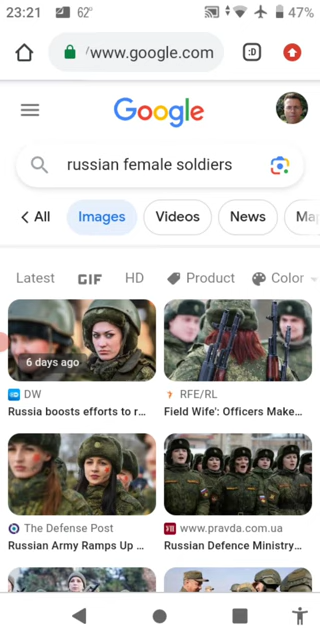 23:21 62° 47%
/www.google.com :D
Google
russian female soldiers
All Images Videos News Ma
Latest GIF HD Product Color
6 days ago
DW RFE/RL
Russia boosts efforts to r... Field Wife': Officers Make...
The Defense Post www.pravda.com.ua
Russian Army Ramps Up ... Russian Defence Ministry...